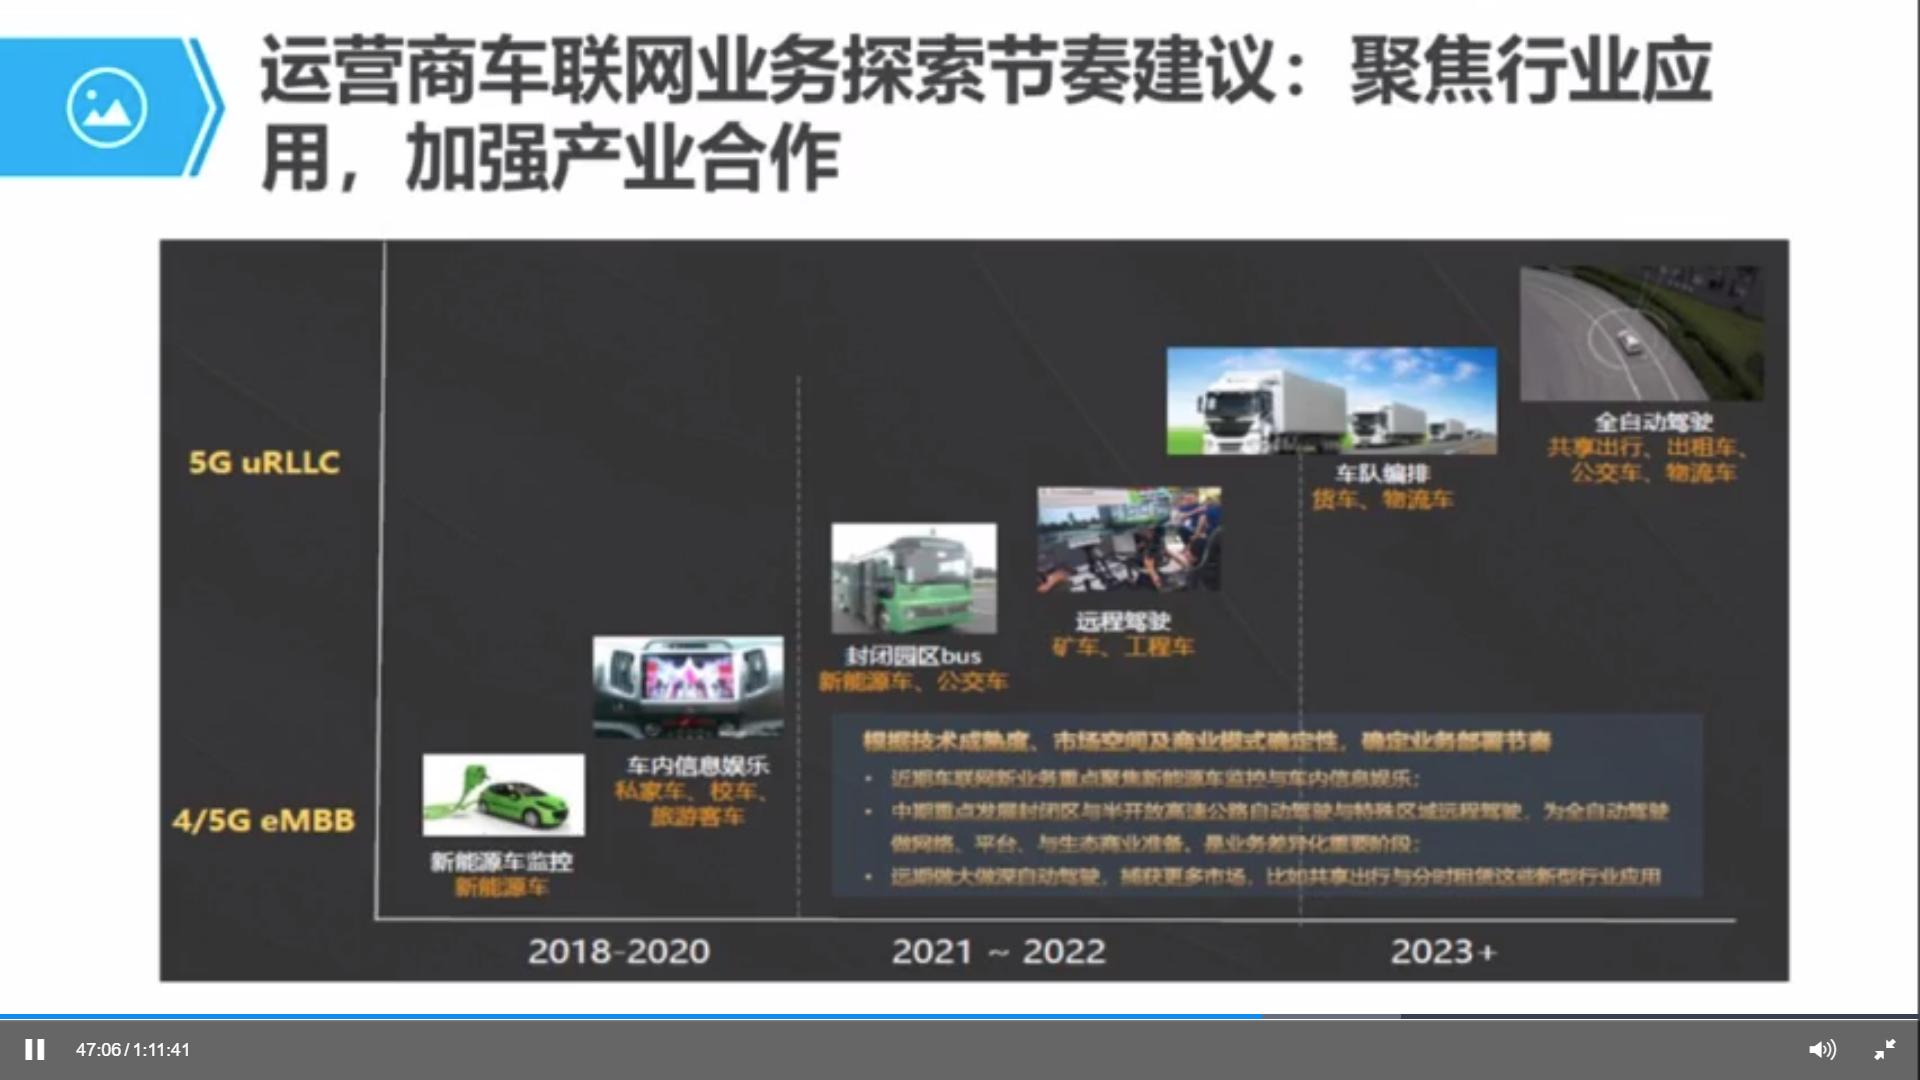 运营商车联网业务探索节奏建议：聚焦行业应
用，加强产业合作
5G uRLLC
4/5G eMBB
全自动驾驶
共享出行、出租车、
公交车、物流车
车队编排
货车、物流车
远程驾驶
矿车、工程车
封闭园区bus
新能源车、公交车
车内信息娱乐
私家车、校车、
旅游客车
新能源车监控
新能源车
根据技术成熟度、市场空间及商业模式确定性，确定业务部署节奏
• 近期车联网新业务重点聚焦新能源车监控与车内信息娱乐；
• 中期重点发展封闭区与半开放高速公路自动驾驶与特殊区域远程驾驶，为全自动驾驶
做网络、平台、与生态商业准备，是业务差异化重要阶段；
• 远期做大做深自动驾驶，捕获更多市场，比如共享出行与分时租赁这些新型行业应用
2018-2020
2021 ~ 2022
2023+
47:06/1:11:41